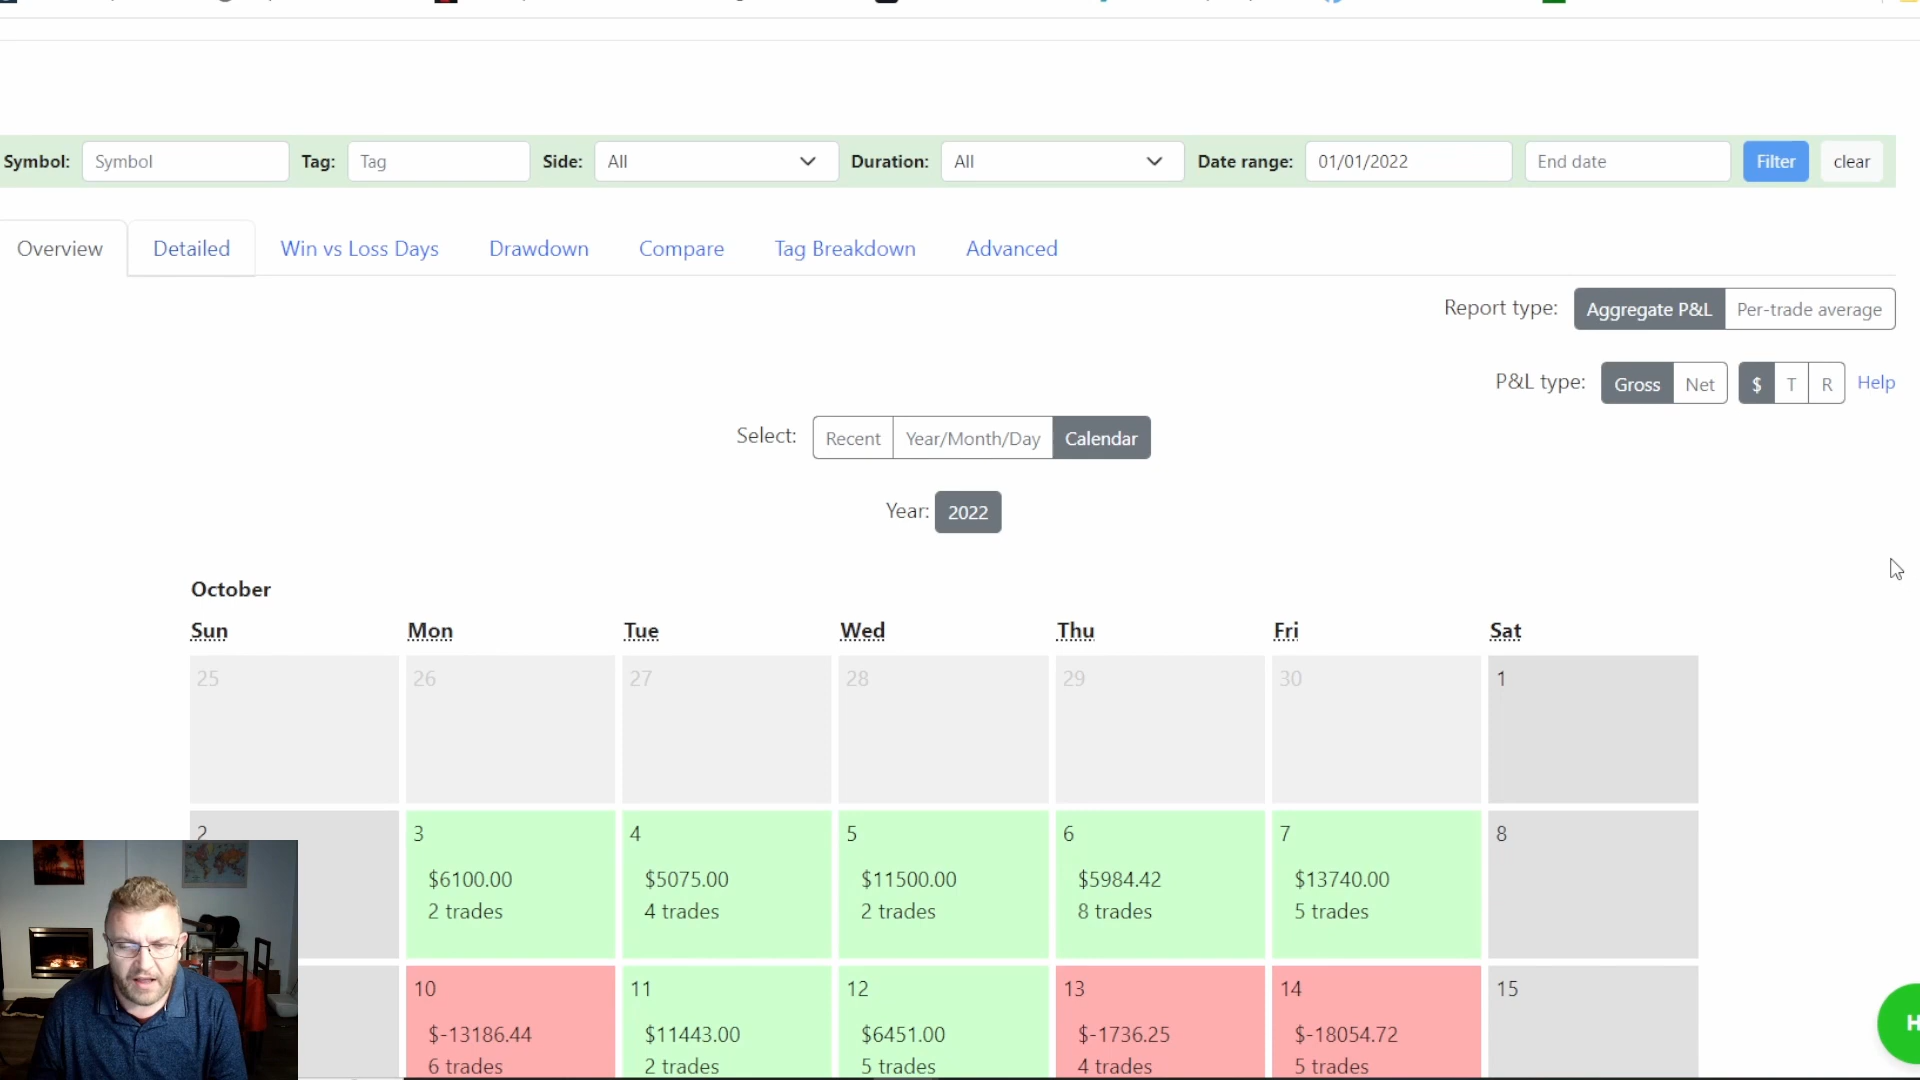 Symbol: Symbol Tag: Tag Side: All Duration: All Date range: 01/01/2022 End date Filter clear
Overview Detailed Win vs Loss Days Drawdown Compare Tag Breakdown Advanced
Report type: Aggregate P&L Per-trade average
P&L type: Gross Net $ T R Help
Select: Recent Year/Month/Day Calendar
Year: 2022
October
Sun Mon Tue Wed Thu Fri Sat
25 26 27 28 29 30 1
2 3 4 5 6 7 8
$6100.00 $5075.00 $11500.00 $5984.42 $13740.00
2 trades 4 trades 2 trades 8 trades 5 trades
10 11 12 13 14 15
$-13186.44 $11443.00 $6451.00 $-1736.25 $-18054.72
6 trades 2 trades 5 trades 4 trades 5 trades